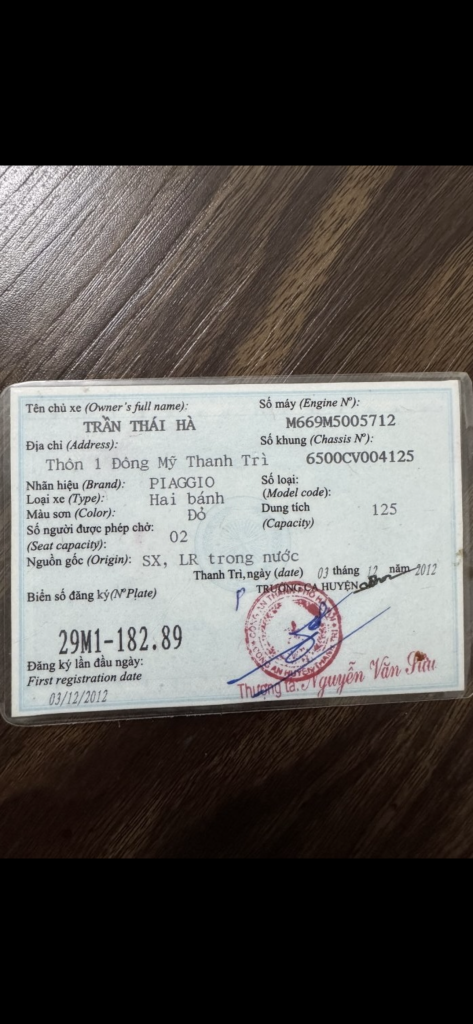 Tên chủ xe (Owner's full name):
TRẦN THÁI HÀ
Số máy (Engine Nº):
M669M5005712
Địa chỉ (Address):
Thôn 1 Đông Mỹ Thanh Trì
Số khung (Chassis Nº):
6500CV004125
Nhãn hiệu (Brand): PIAGGIO
Số loại:
(Model code):
Loại xe (Type): Hai bánh
Màu sơn (Color): Đỏ
Dung tích 125
(Capacity)
Số người được phép chở: 02
(Seat capacity):
Nguồn gốc (Origin): SX, LR trong nước
Thanh Trì, ngày (date) 03 tháng 12 năm 2012
TRƯỞNG CA HUYỆN
Biển số đăng ký (Nº Plate)
29M1-182.89
Đăng ký lần đầu ngày:
First registration date
03/12/2012
Thượng tá: Nguyễn Văn